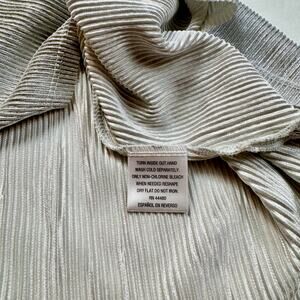 TURN INSIDE OUT HAND
WASH COLD SEPARATELY.
ONLY NON-CHLORINE BLEACH
WHEN NEEDED RESHAPE
DRY FLAT DO NOT IRON
RN 44480
ESPAÑOL EN REVERSO